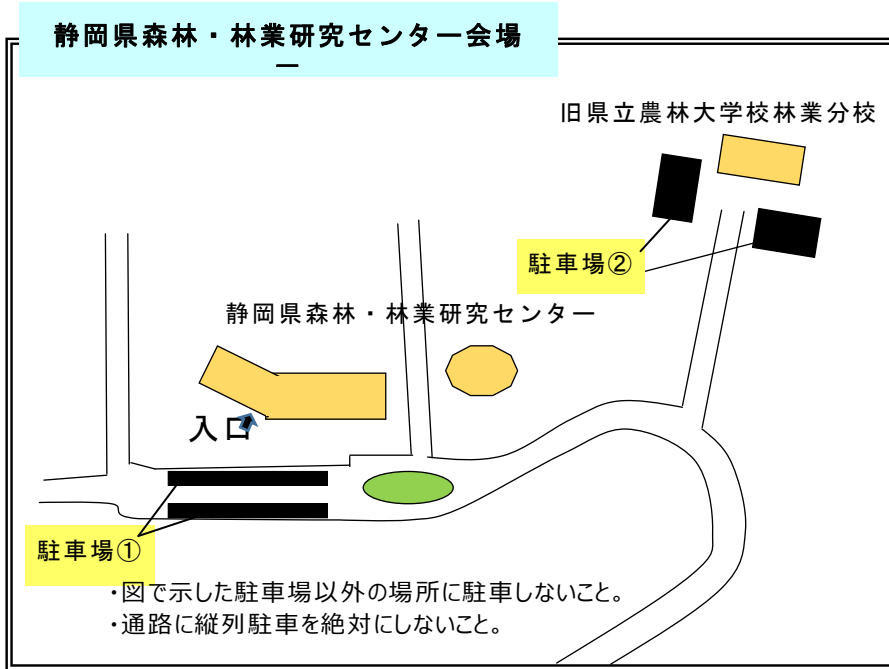 静岡県森林・林業研究センター会場
ー
旧県立農林大学校林業分校
駐車場②
静岡県森林・林業研究センター
入口
駐車場①
・図で示した駐車場以外の場所に駐車しないこと。
・通路に縦列駐車を絶対にしないこと。